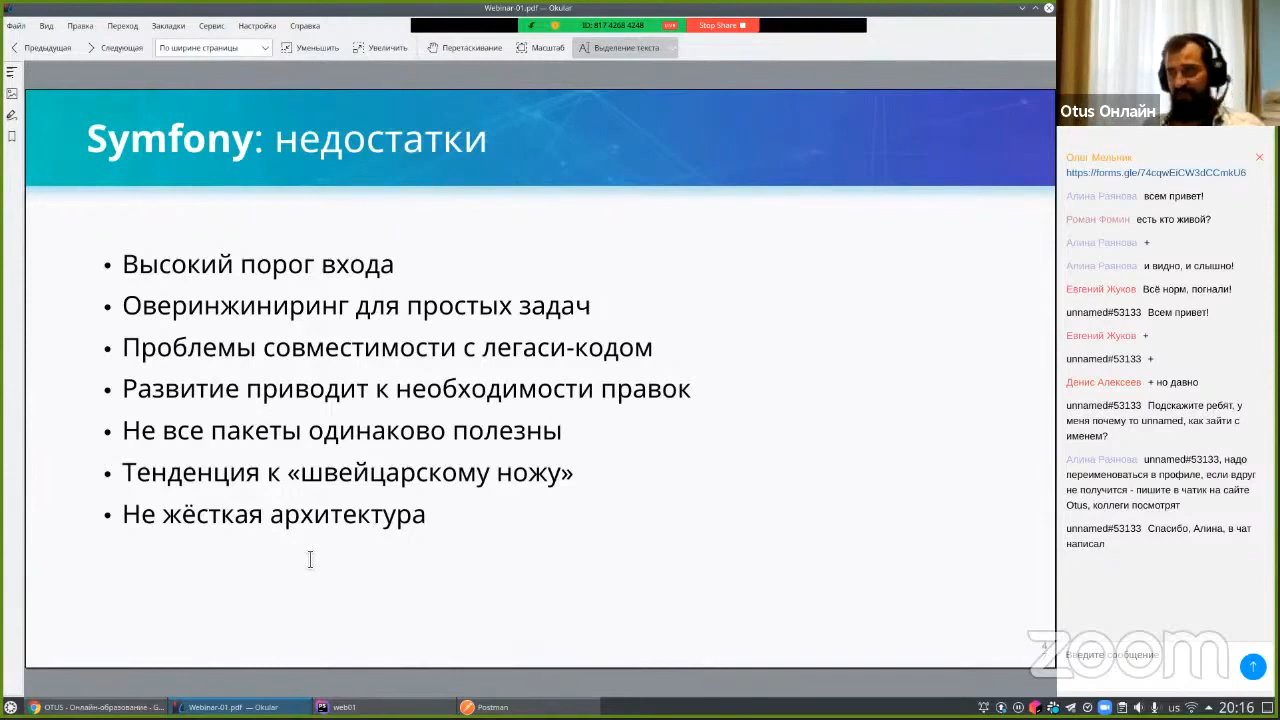 Webinar-01.pdf — Okular
Файл Вид Правка Переход Закладки Сервис Настройка Справка
ID: 817 4268 4248 LIVE Stop Share
Предыдущая Следующая По ширине страницы Уменьшить Увеличить Перетаскивание Масштаб Выделение текста
Symfony: недостатки
• Высокий порог входа
• Оверинжиниринг для простых задач
• Проблемы совместимости с легаси-кодом
• Развитие приводит к необходимости правок
• Не все пакеты одинаково полезны
• Тенденция к «швейцарскому ножу»
• Не жёсткая архитектура
4
Otus Онлайн
Олег Мельник
https://forms.gle/74cqwEiCW3dCCmkU6
Алина Раянова всем привет!
Роман Фомин есть кто живой?
Алина Раянова +
Алина Раянова и видно, и слышно!
Евгений Жуков Всё норм, погнали!
unnamed#53133 Всем привет!
Евгений Жуков +
unnamed#53133 +
Денис Алексеев + но давно
unnamed#53133 Подскажите ребят, у
меня почему то unnamed, как зайти с
именем?
Алина Раянова unnamed#53133, надо
переименоваться в профиле, если вдруг
не получится - пишите в чатик на сайте
Otus, коллеги посмотрят
unnamed#53133 Спасибо, Алина, в чат
написал
Введите сообщение
zoom
OTUS - Онлайн-образование - G... Webinar-01.pdf — Okular web01 Postman us 20:16